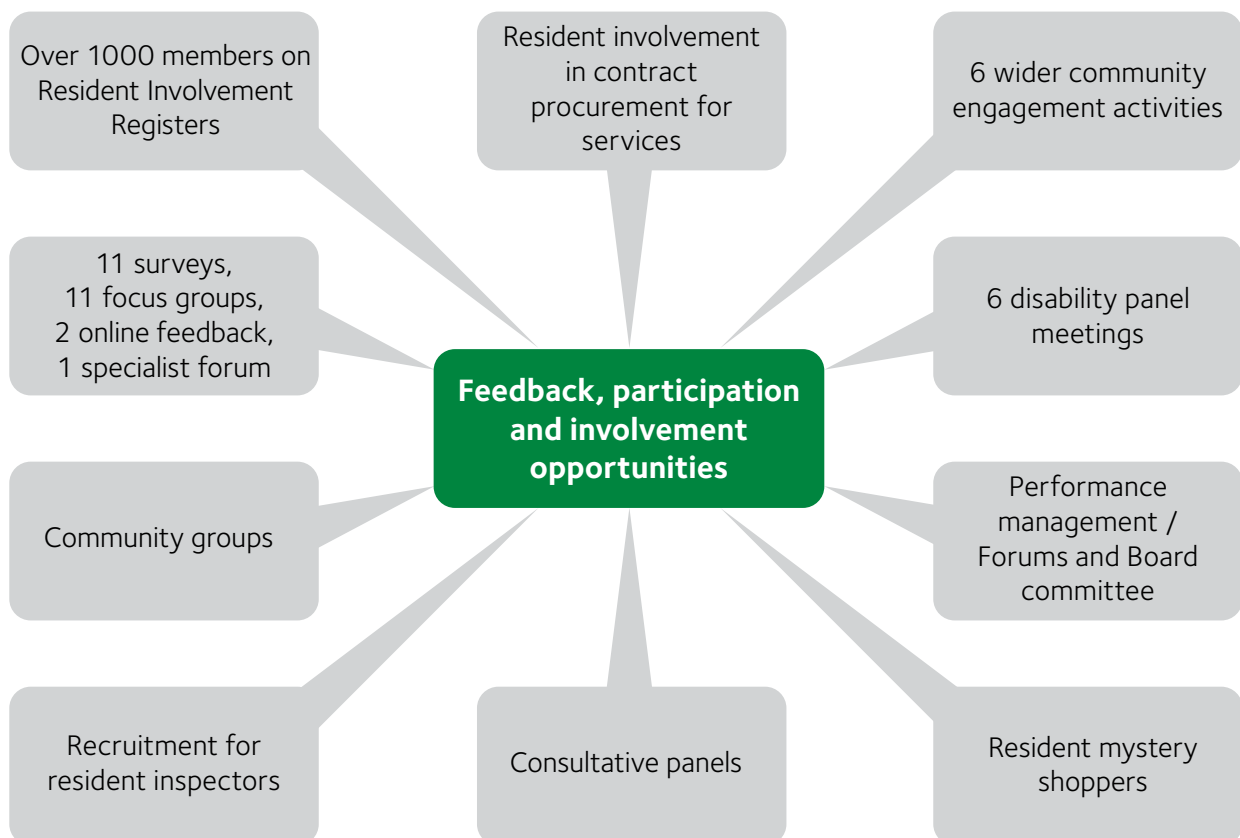 Over 1000 members on
Resident Involvement
Registers
Resident involvement
in contract
procurement for
services
6 wider community
engagement activities
11 surveys,
11 focus groups,
2 online feedback,
1 specialist forum
6 disability panel
meetings
Feedback, participation
and involvement
opportunities
Community groups
Performance
management /
Forums and Board
committee
Recruitment for
resident inspectors
Consultative panels
Resident mystery
shoppers